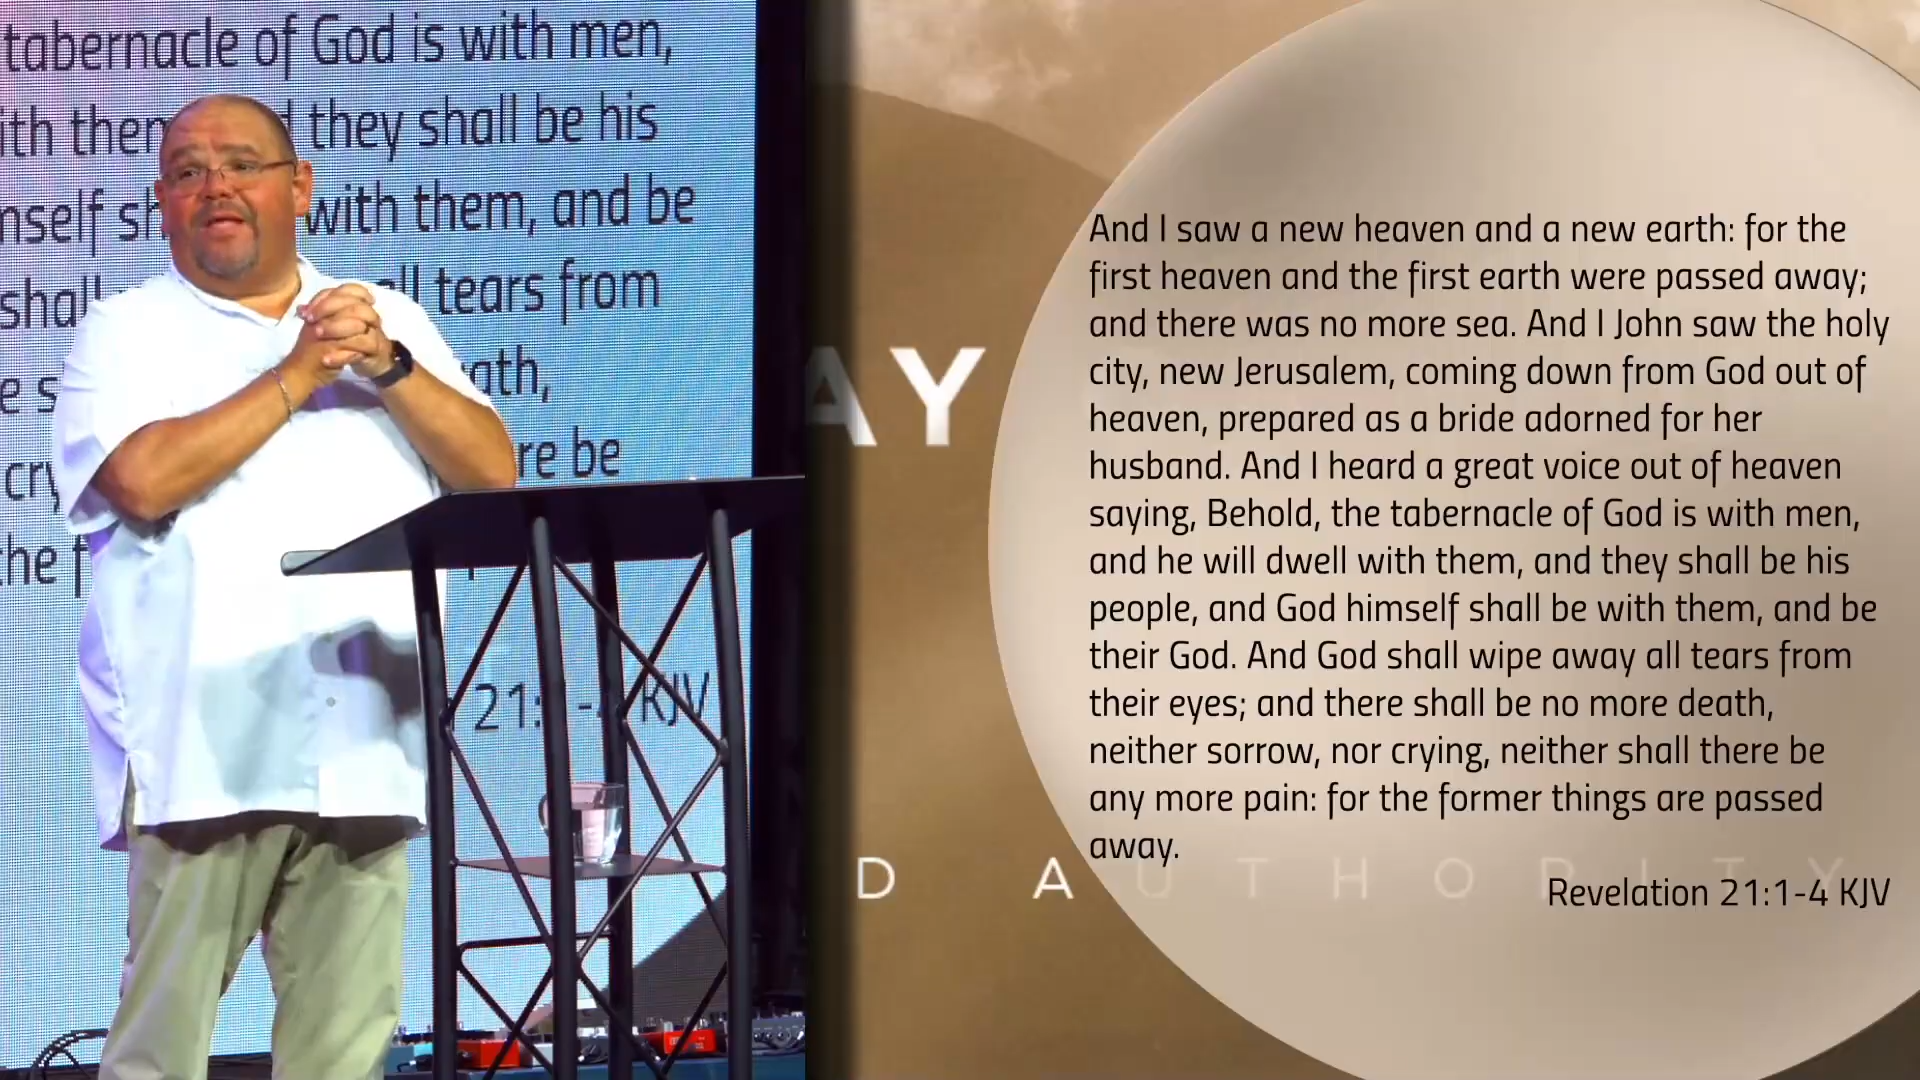 tabernacle of God is with men,
they shall be his
with them, and be
tears from
re be
the
21:
KJV
AY
And I saw a new heaven and a new earth: for the
first heaven and the first earth were passed away;
and there was no more sea. And I John saw the holy
city, new Jerusalem, coming down from God out of
heaven, prepared as a bride adorned for her
husband. And I heard a great voice out of heaven
saying, Behold, the tabernacle of God is with men,
and he will dwell with them, and they shall be his
people, and God himself shall be with them, and be
their God. And God shall wipe away all tears from
their eyes; and there shall be no more death,
neither sorrow, nor crying, neither shall there be
any more pain: for the former things are passed
away.
D AUTHORITY
Revelation 21:1-4 KJV